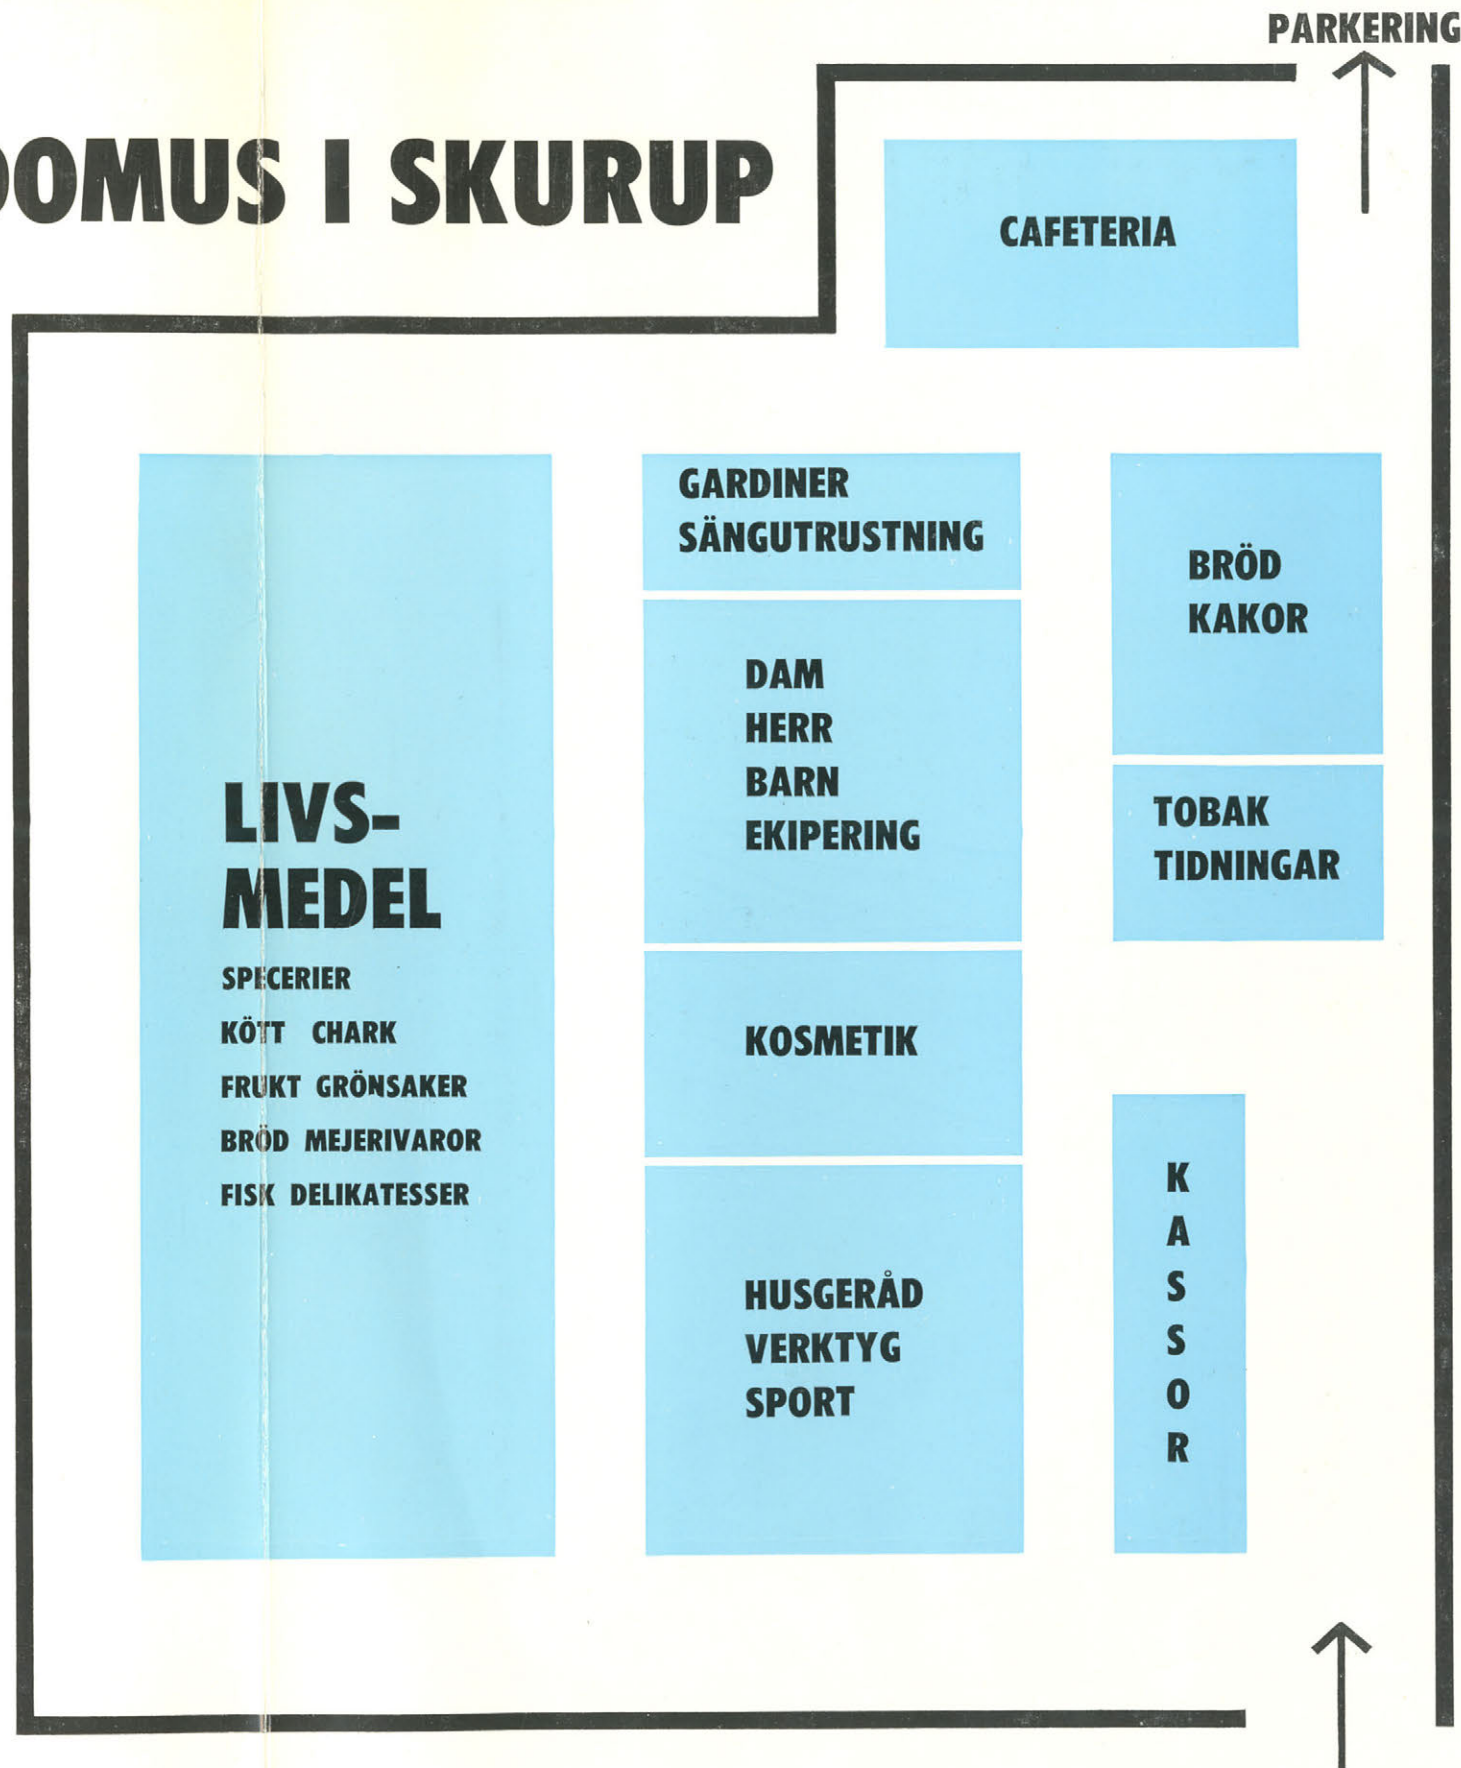 PARKERING
DOMUS I SKURUP
CAFETERIA
GARDINER
SÄNGUTRUSTNING
BRÖD
KAKOR
DAM
HERR
BARN
EKIPERING
TOBAK
TIDNINGAR
LIVS-
MEDEL
SPECERIER
KÖTT CHARK
FRUKT GRÖNSAKER
BRÖD MEJERIVAROR
FISK DELIKATESSER
KOSMETIK
HUSGERÅD
VERKTYG
SPORT
K
A
S
S
O
R